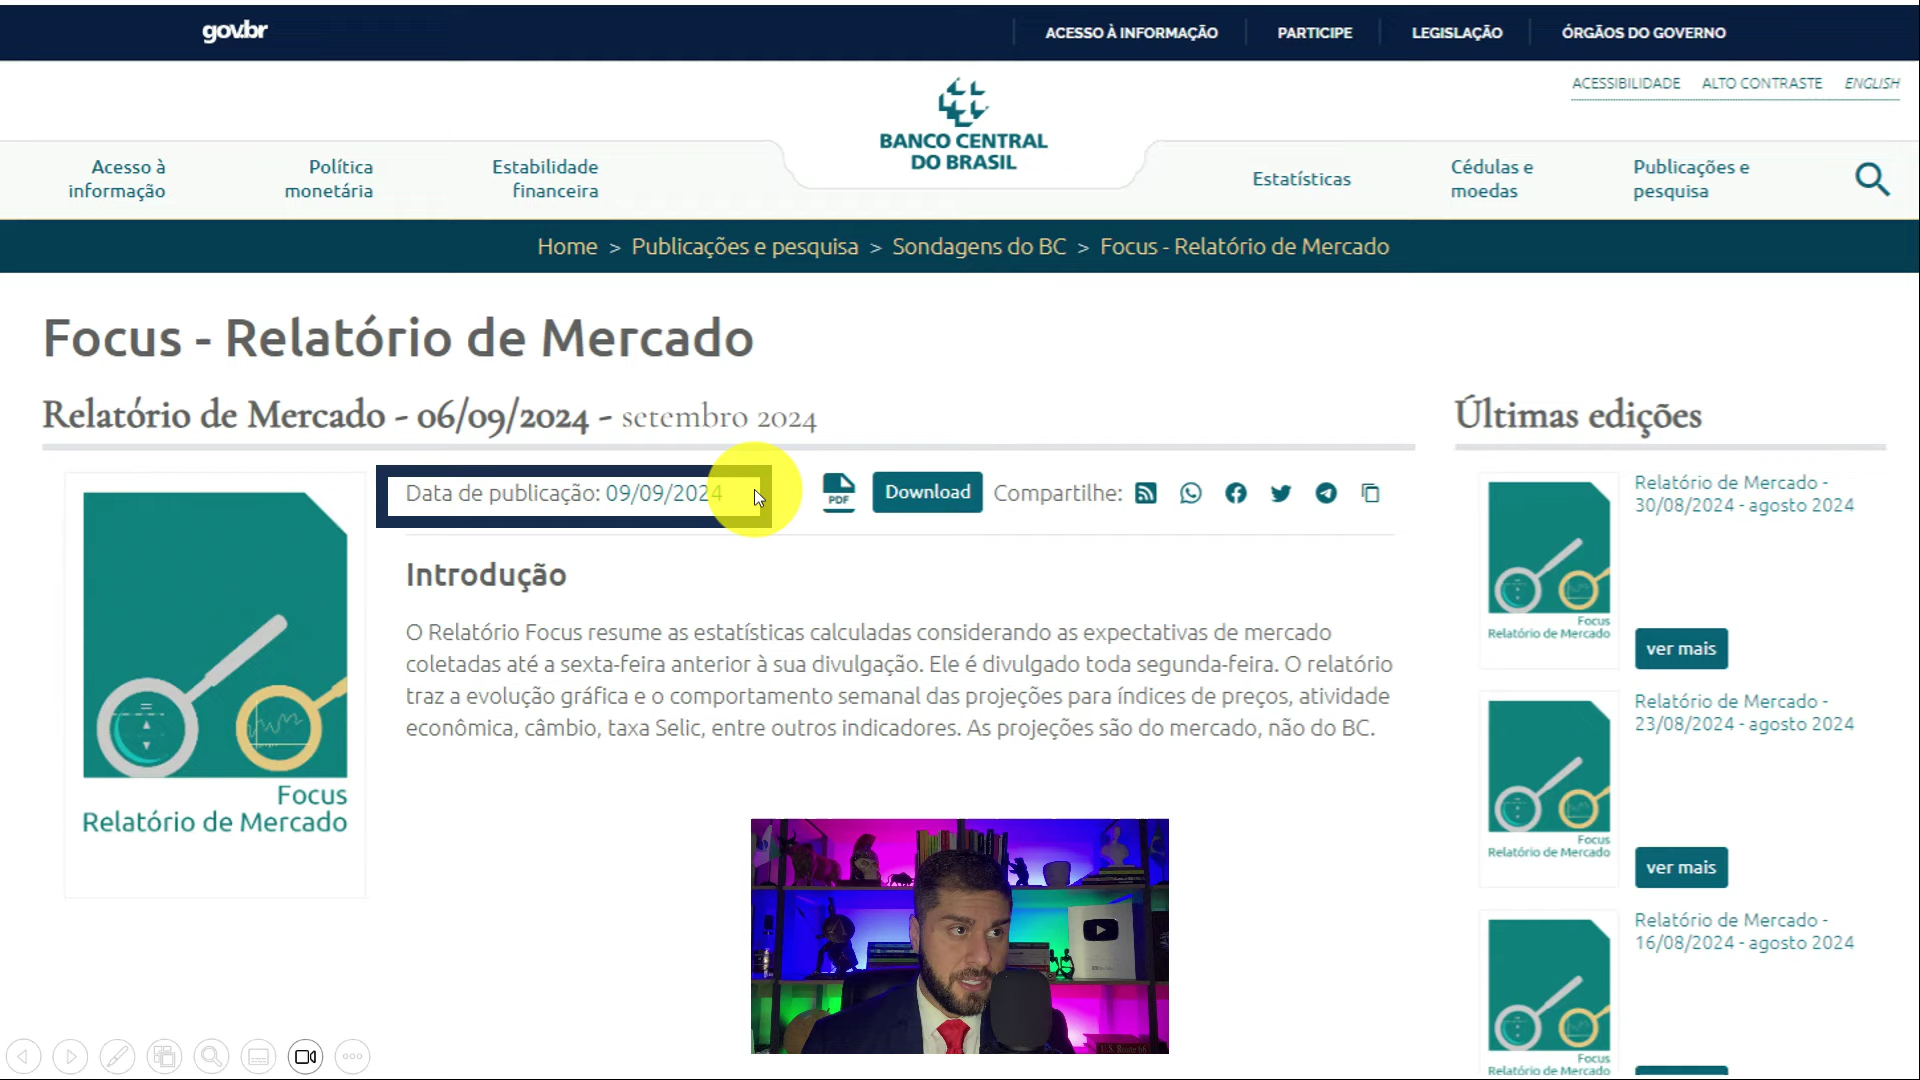 gov.br
ACESSO À INFORMAÇÃO
PARTICIPE
LEGISLAÇÃO
ÓRGÃOS DO GOVERNO
ACESSIBILIDADE
ALTO CONTRASTE
ENGLISH
BANCO CENTRAL
DO BRASIL
Acesso à
informação
Política
monetária
Estabilidade
financeira
Estatísticas
Cédulas e
moedas
Publicações e
pesquisa
Home > Publicações e pesquisa > Sondagens do BC > Focus - Relatório de Mercado
Focus - Relatório de Mercado
Relatório de Mercado - 06/09/2024 - setembro 2024
Data de publicação: 09/09/2024
PDF
Download
Compartilhe:
Introdução
O Relatório Focus resume as estatísticas calculadas considerando as expectativas de mercado
coletadas até a sexta-feira anterior à sua divulgação. Ele é divulgado toda segunda-feira. O relatório
traz a evolução gráfica e o comportamento semanal das projeções para índices de preços, atividade
econômica, câmbio, taxa Selic, entre outros indicadores. As projeções são do mercado, não do BC.
Focus
Relatório de Mercado
Últimas edições
Relatório de Mercado -
30/08/2024 - agosto 2024
Focus
Relatório de Mercado
ver mais
Relatório de Mercado -
23/08/2024 - agosto 2024
Focus
Relatório de Mercado
ver mais
Relatório de Mercado -
16/08/2024 - agosto 2024
Focus
Relatório de Mercado